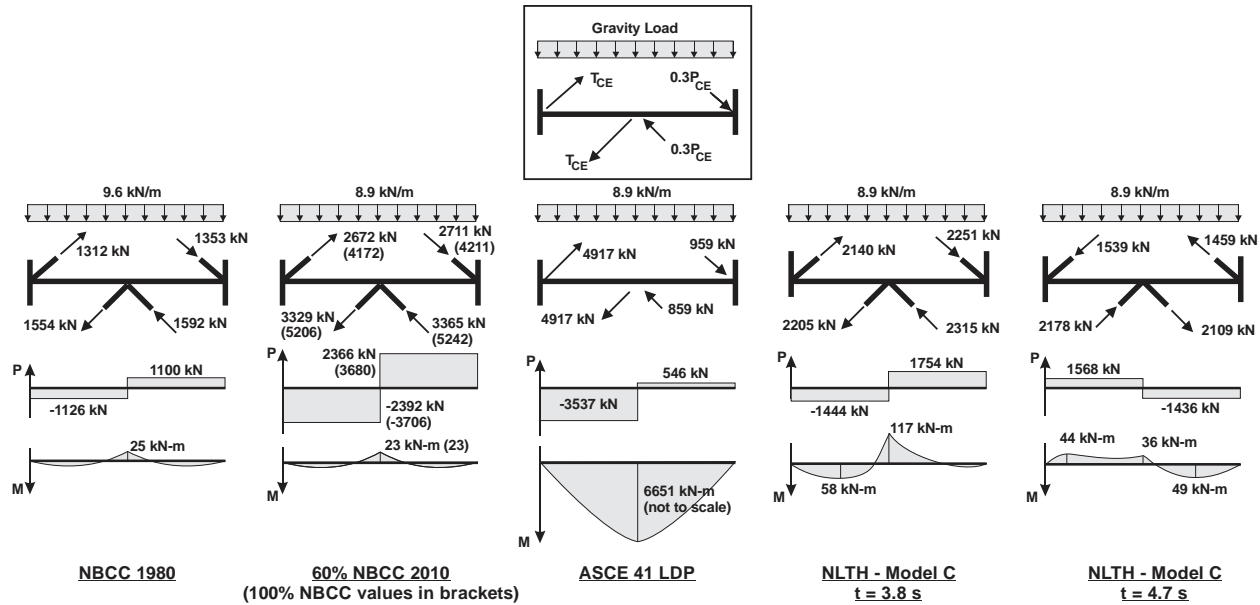 Gravity Load
T_CE
0.3P_CE
T_CE
0.3P_CE
9.6 kN/m
1312 kN
1353 kN
1554 kN
1592 kN
P
1100 kN
-1126 kN
25 kN-m
M
NBCC 1980
8.9 kN/m
2672 kN
(4172)
2711 kN
(4211)
3329 kN
(5206)
3365 kN
(5242)
P
2366 kN
(3680)
-2392 kN
(-3706)
23 kN-m (23)
M
60% NBCC 2010
(100% NBCC values in brackets)
8.9 kN/m
4917 kN
959 kN
4917 kN
859 kN
P
546 kN
-3537 kN
6651 kN-m
(not to scale)
M
ASCE 41 LDP
8.9 kN/m
2140 kN
2251 kN
2205 kN
2315 kN
P
1754 kN
-1444 kN
117 kN-m
58 kN-m
M
NLTH - Model C
t = 3.8 s
8.9 kN/m
1539 kN
1459 kN
2178 kN
2109 kN
P
1568 kN
-1436 kN
44 kN-m
36 kN-m
49 kN-m
M
NLTH - Model C
t = 4.7 s